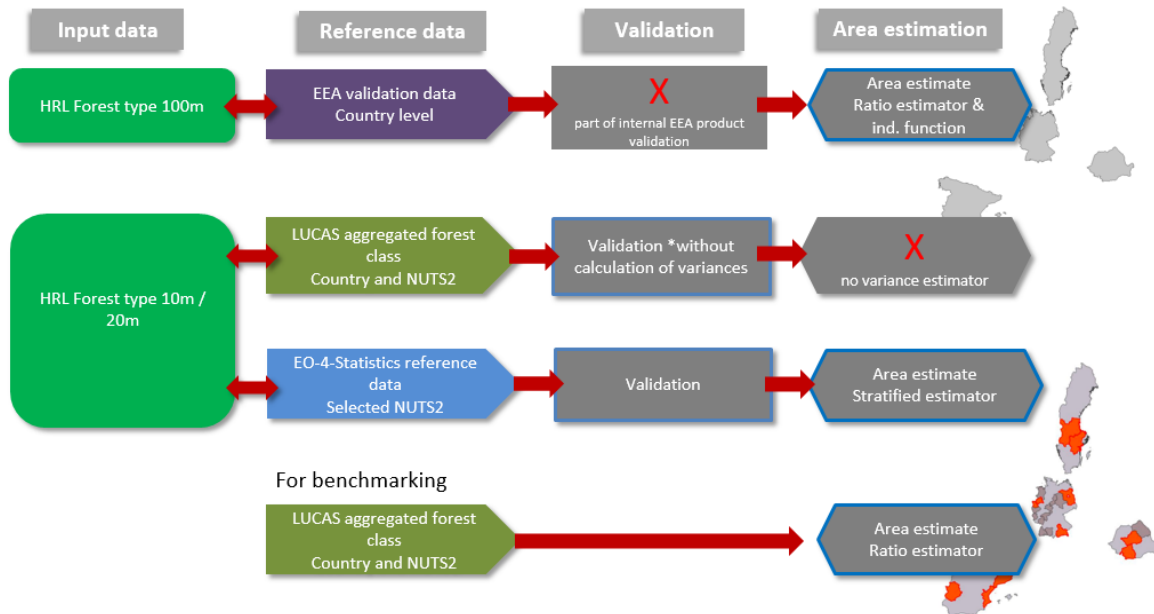 Input data
Reference data
Validation
Area estimation
HRL Forest type 100m
EEA validation data
Country level
X
part of internal EEA product
validation
Area estimate
Ratio estimator &
ind. function
HRL Forest type 10m /
20m
LUCAS aggregated forest
class
Country and NUTS2
Validation *without
calculation of variances
X
no variance estimator
EO-4-Statistics reference
data
Selected NUTS2
Validation
Area estimate
Stratified estimator
For benchmarking
LUCAS aggregated forest
class
Country and NUTS2
Area estimate
Ratio estimator